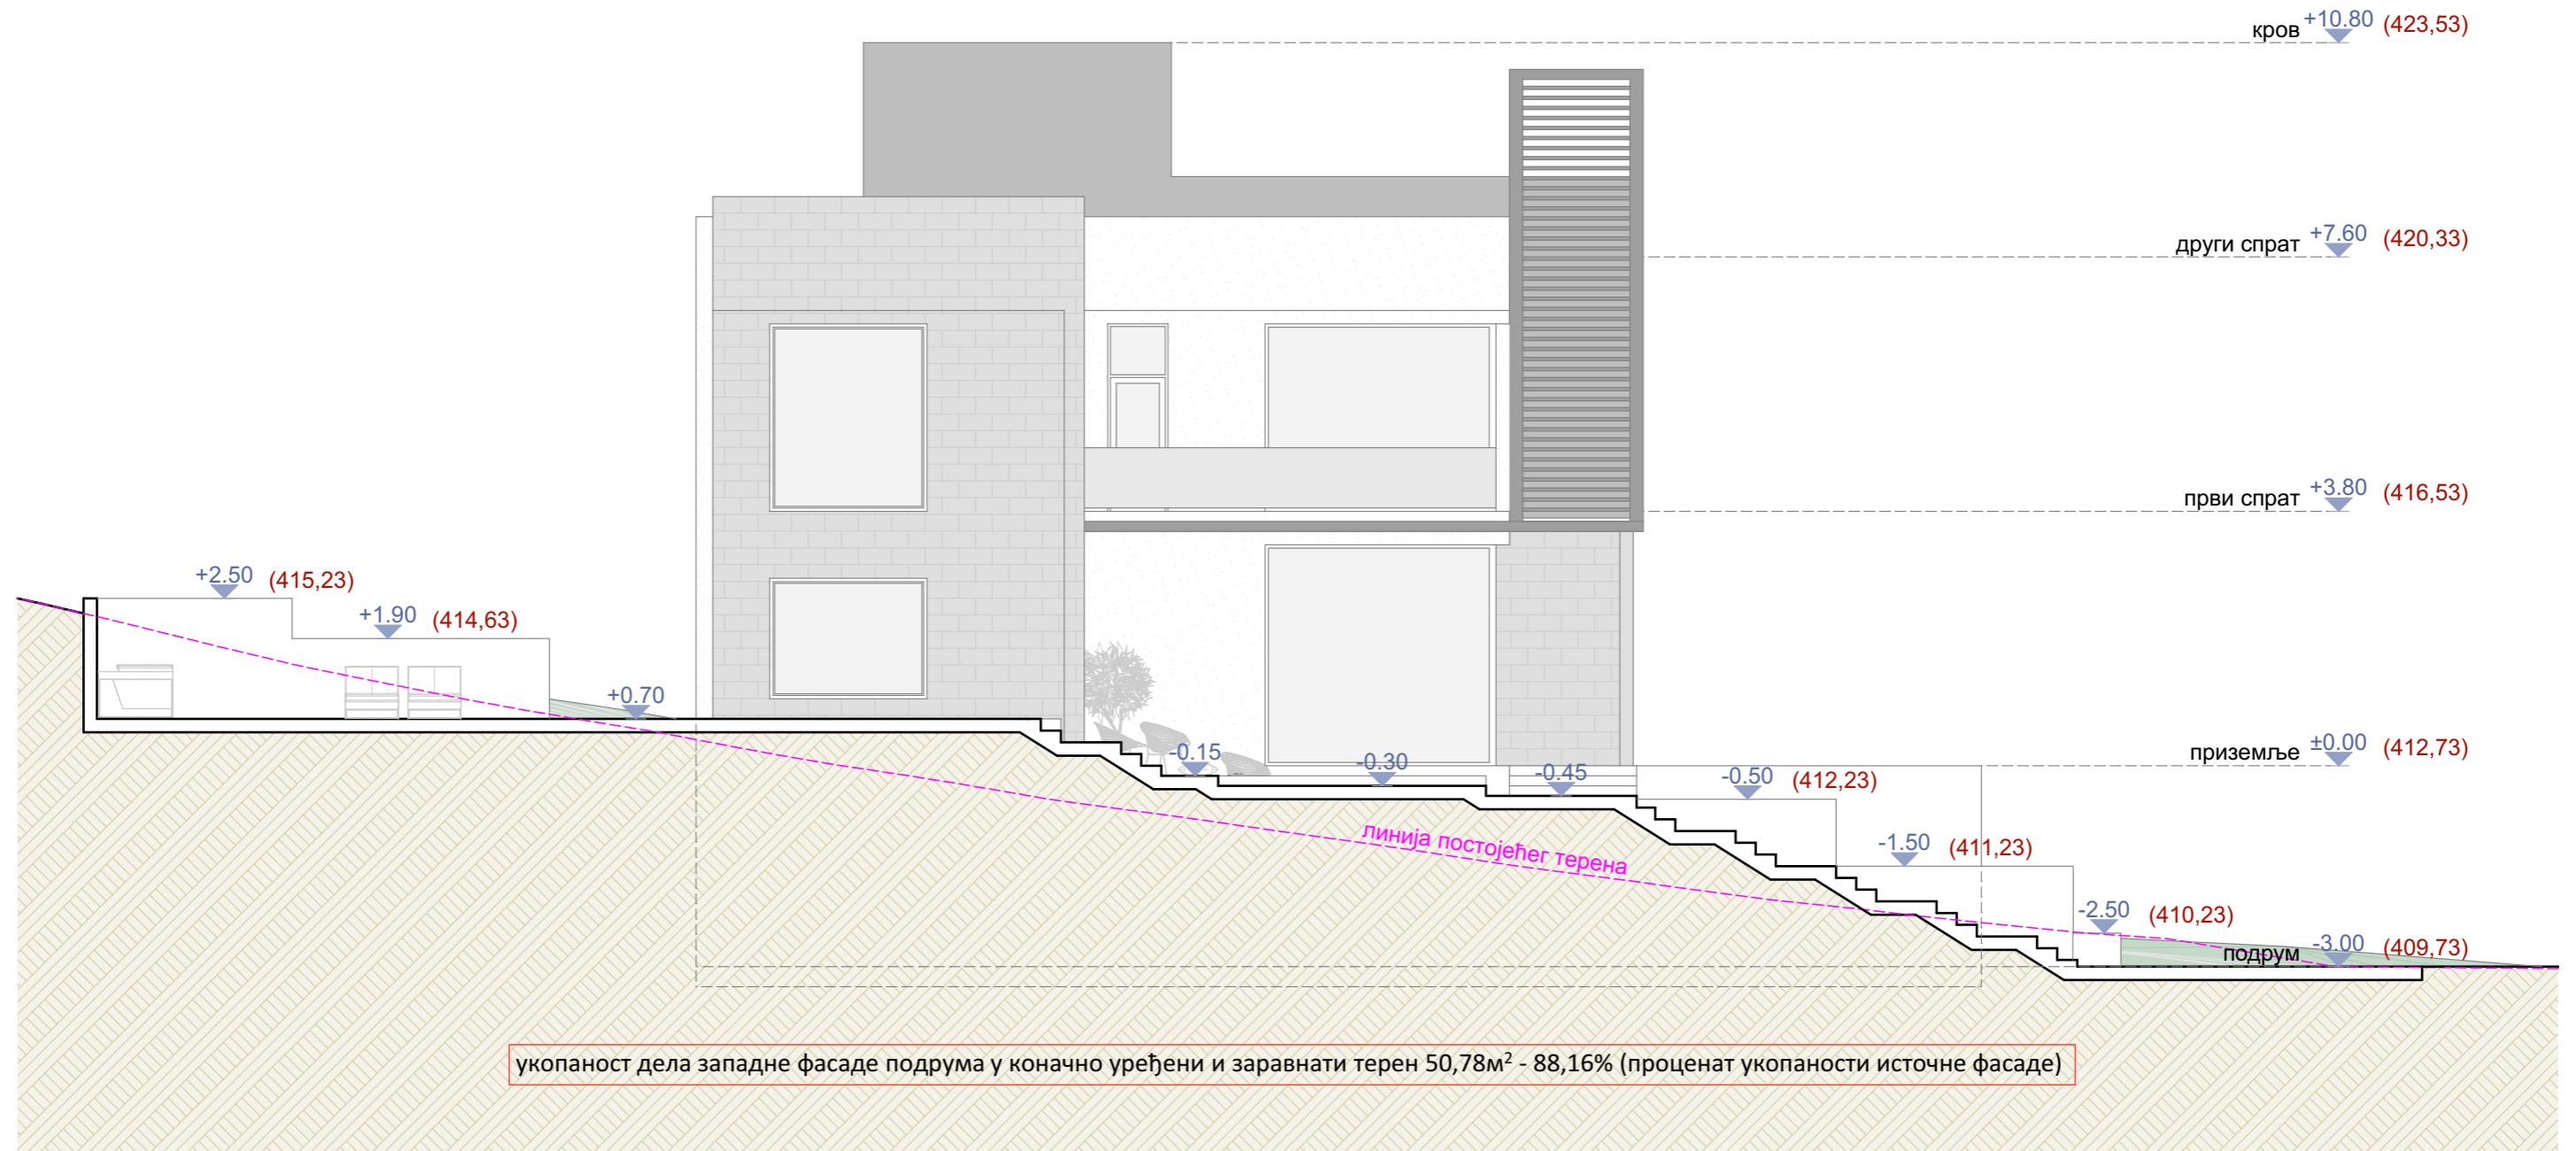 кров +10.80 (423,53)
други спрат +7.60 (420,33)
први спрат +3.80 (416,53)
+2.50 (415,23)
+1.90 (414,63)
+0.70
приземље ±0.00 (412,73)
-0.15
-0.30
-0.45
-0.50 (412,23)
линија постојећег терена
-1.50 (411,23)
-2.50 (410,23)
подрум -3.00 (409,73)
укопаност дела западне фасаде подрума у коначно уређени и заравнати терен 50,78м² - 88,16% (проценат укопаности источне фасаде)